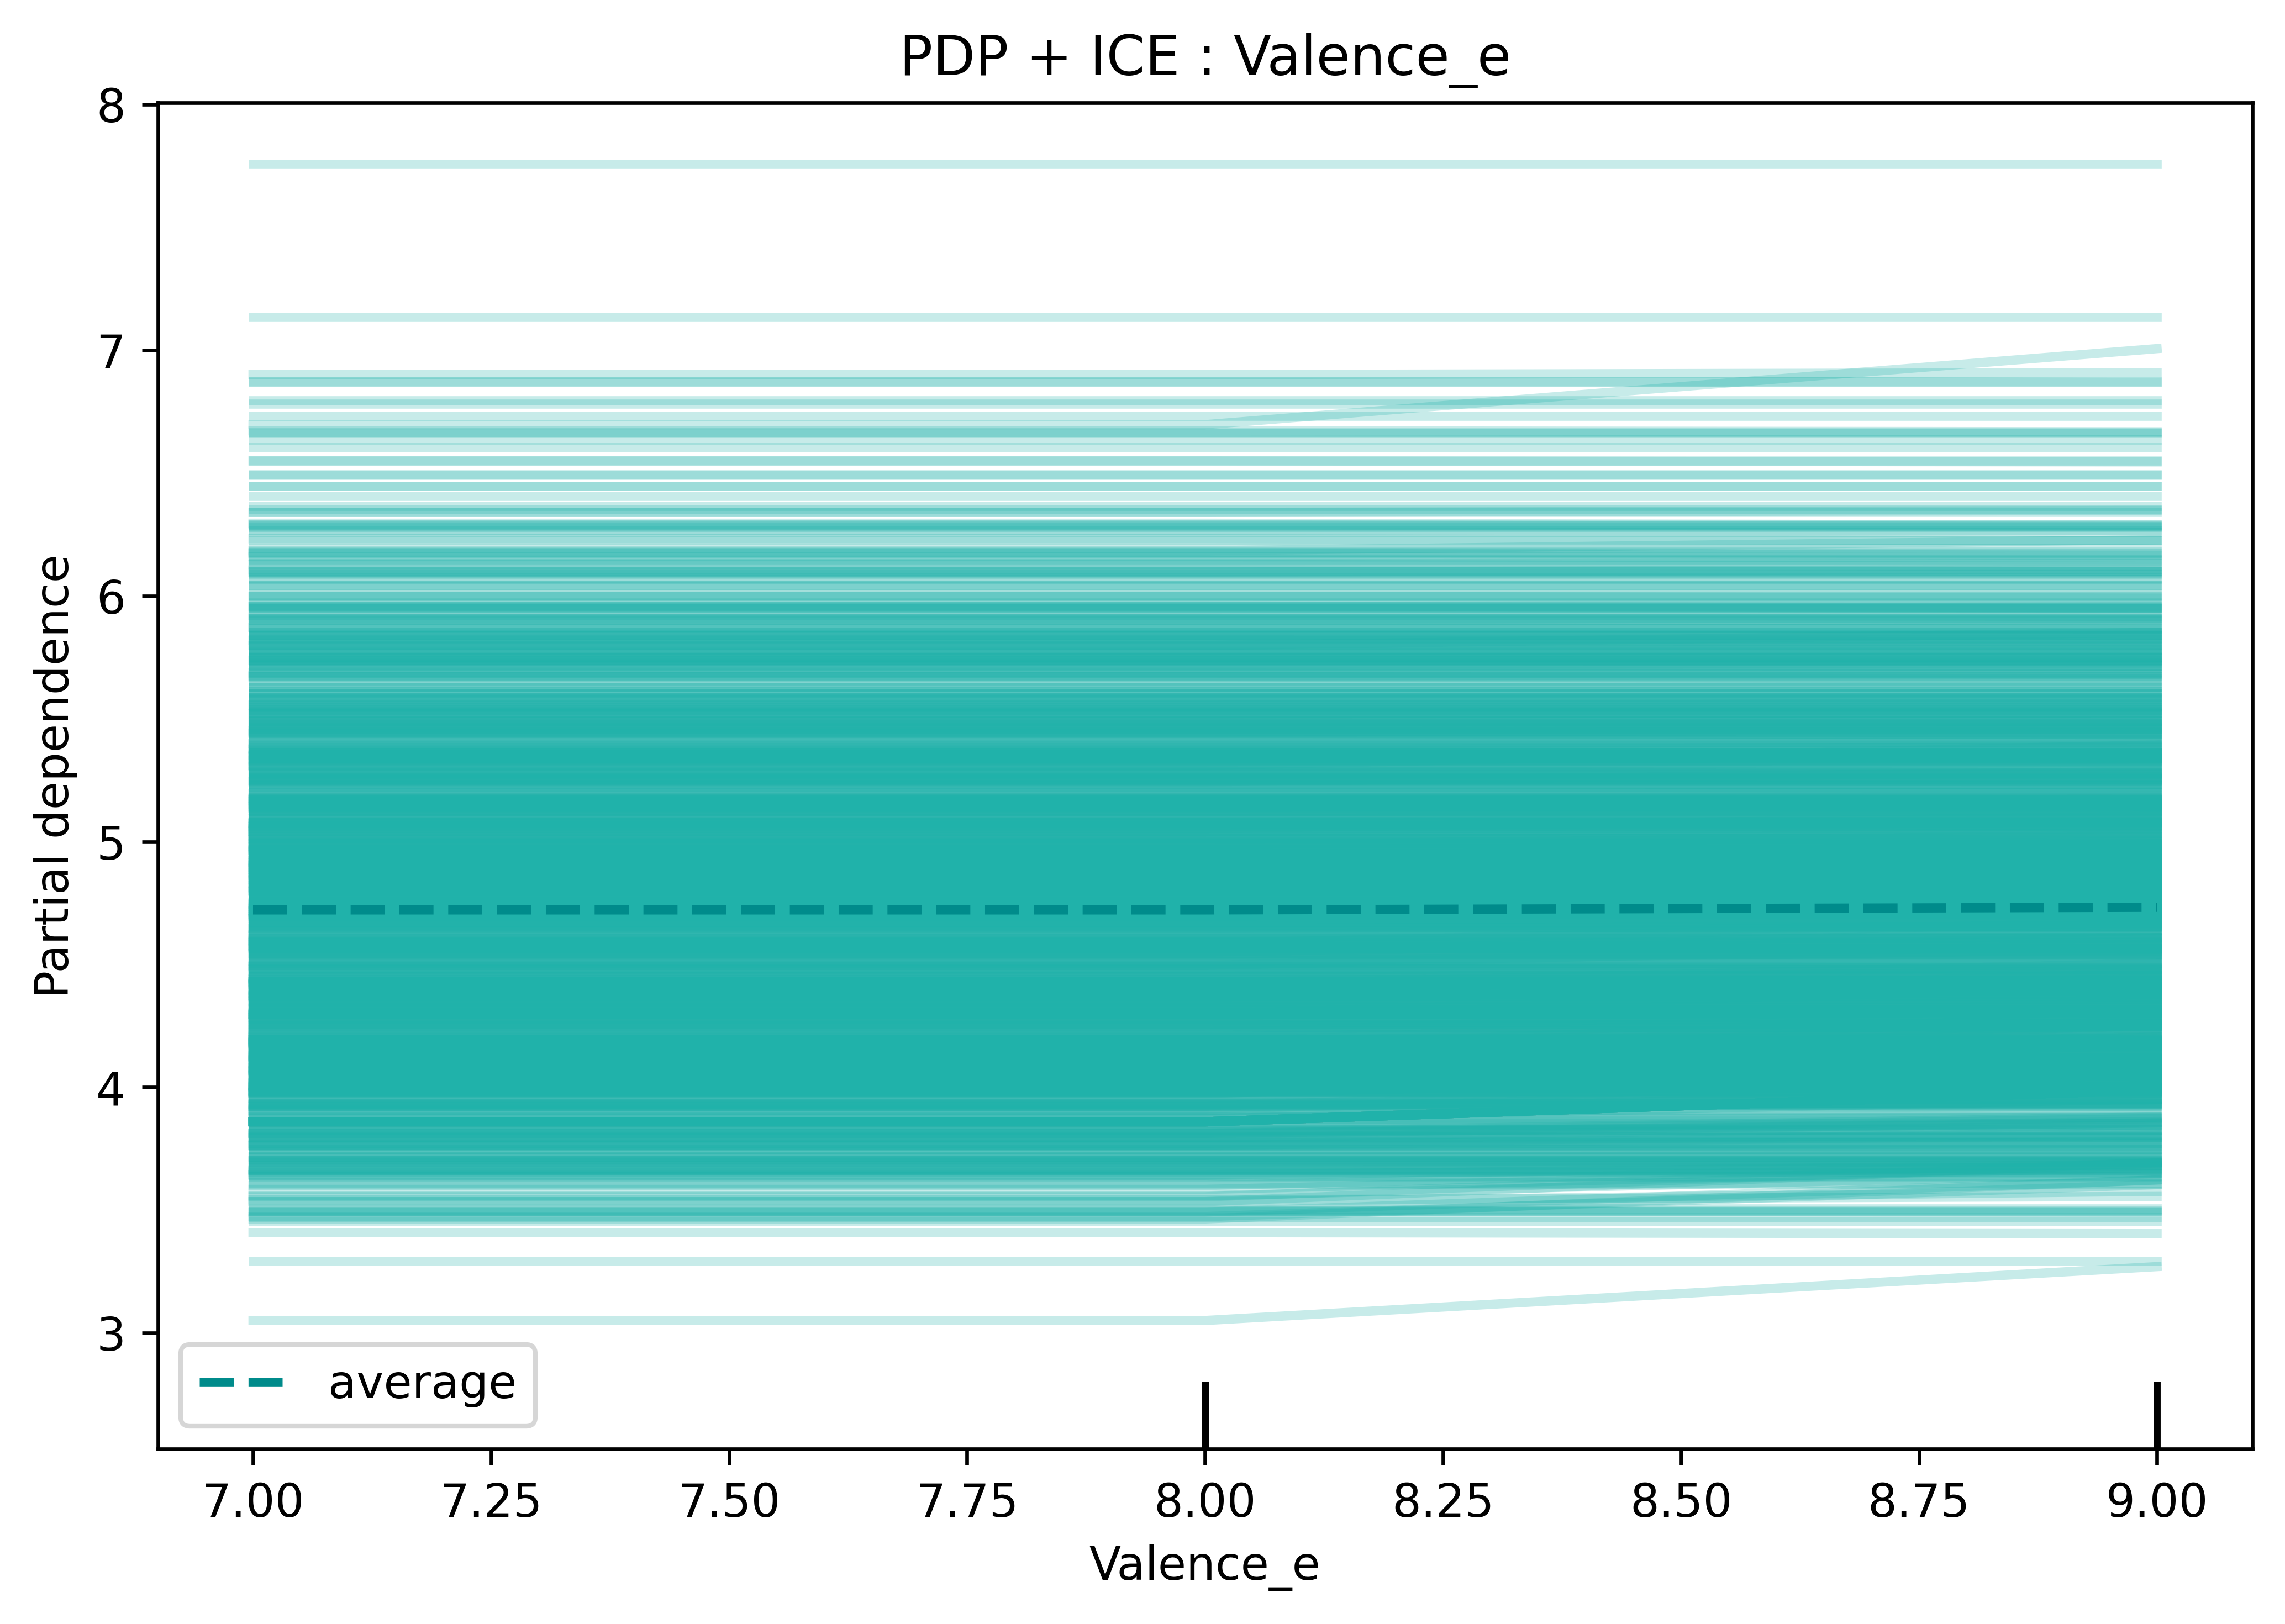 PDP + ICE : Valence_e
8
7
6
5
4
3
Partial dependence
average
7.00 7.25 7.50 7.75 8.00 8.25 8.50 8.75 9.00
Valence_e